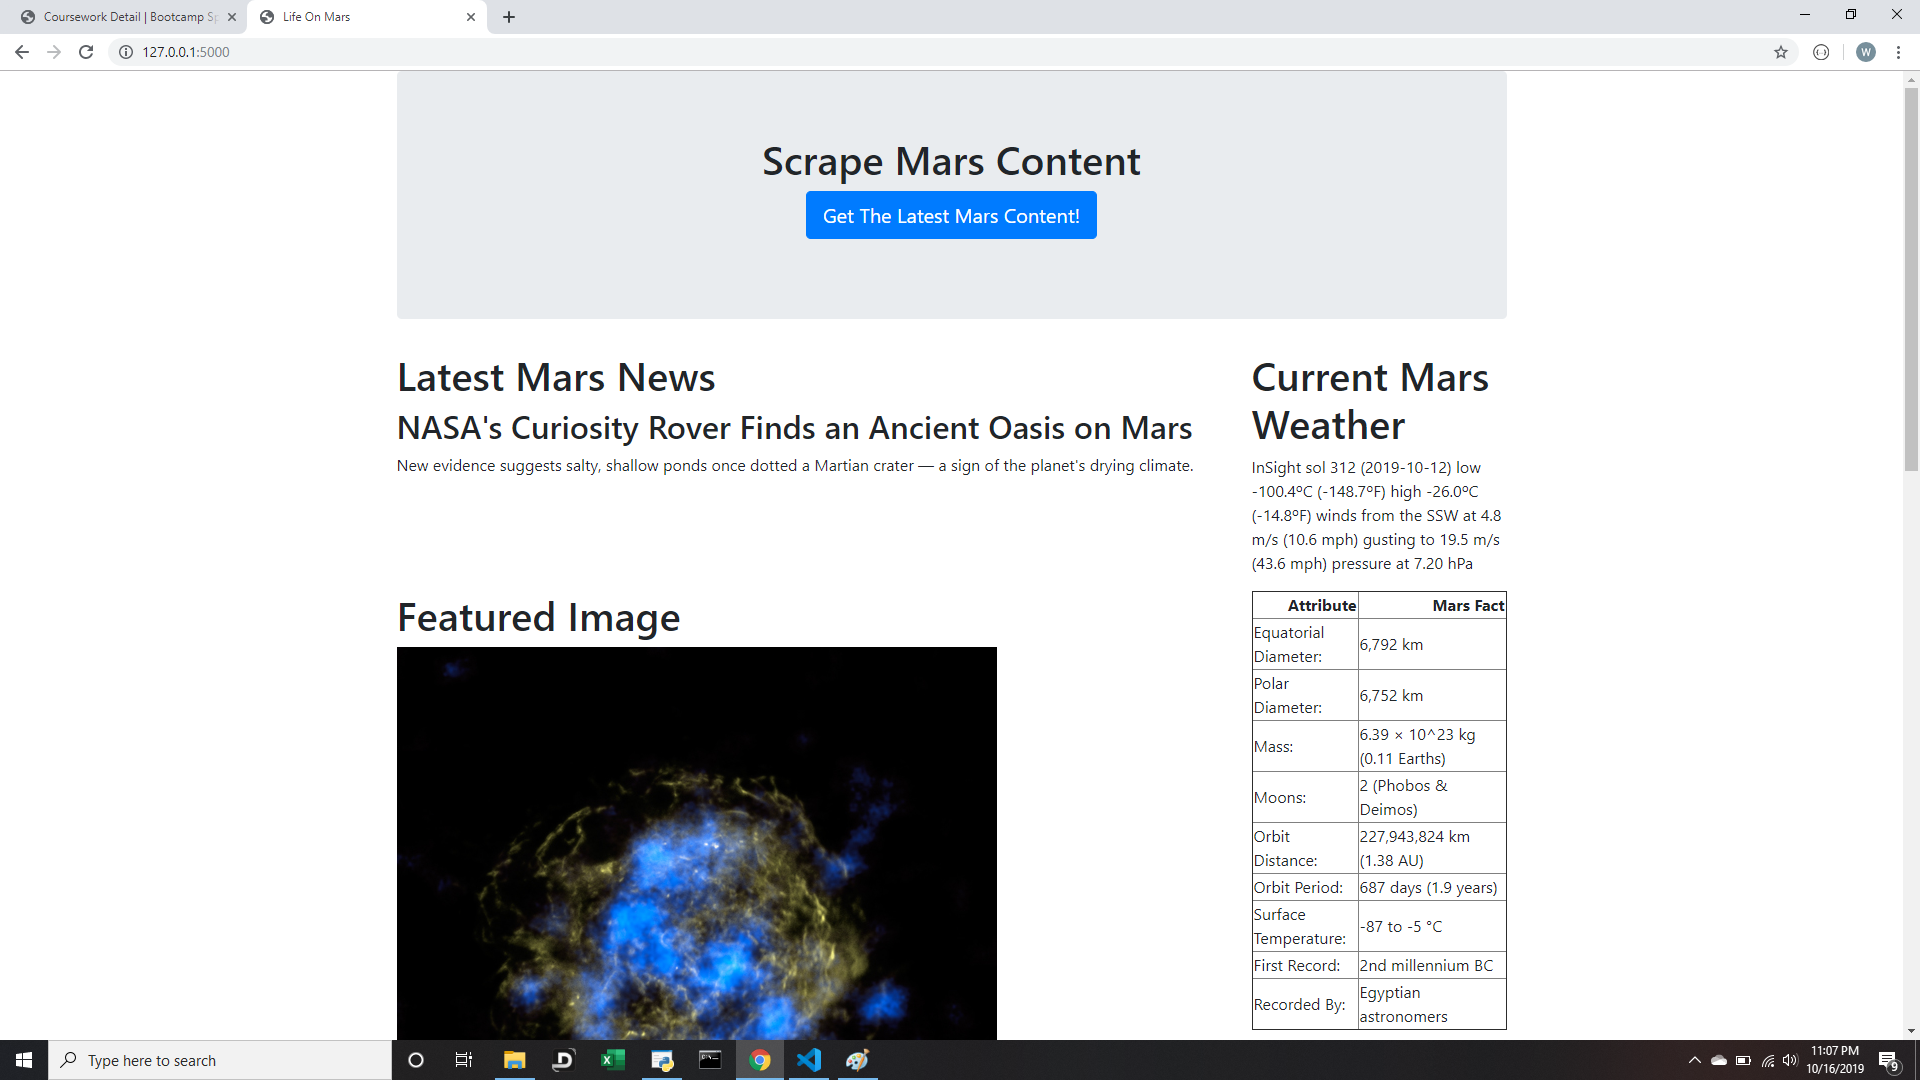 Coursework Detail | Bootcamp Sp
Life On Mars
127.0.0.1:5000
W
Scrape Mars Content
Get The Latest Mars Content!
Latest Mars News
NASA's Curiosity Rover Finds an Ancient Oasis on Mars
New evidence suggests salty, shallow ponds once dotted a Martian crater — a sign of the planet's drying climate.
Featured Image
Current Mars
Weather
InSight sol 312 (2019-10-12) low
-100.4ºC (-148.7ºF) high -26.0ºC
(-14.8ºF) winds from the SSW at 4.8
m/s (10.6 mph) gusting to 19.5 m/s
(43.6 mph) pressure at 7.20 hPa
Attribute Mars Fact
Equatorial
Diameter: 6,792 km
Polar
Diameter: 6,752 km
Mass: 6.39 × 10^23 kg
(0.11 Earths)
Moons: 2 (Phobos &
Deimos)
Orbit
Distance: 227,943,824 km
(1.38 AU)
Orbit Period: 687 days (1.9 years)
Surface
Temperature: -87 to -5 °C
First Record: 2nd millennium BC
Recorded By: Egyptian
astronomers
Type here to search
11:07 PM
10/16/2019
9